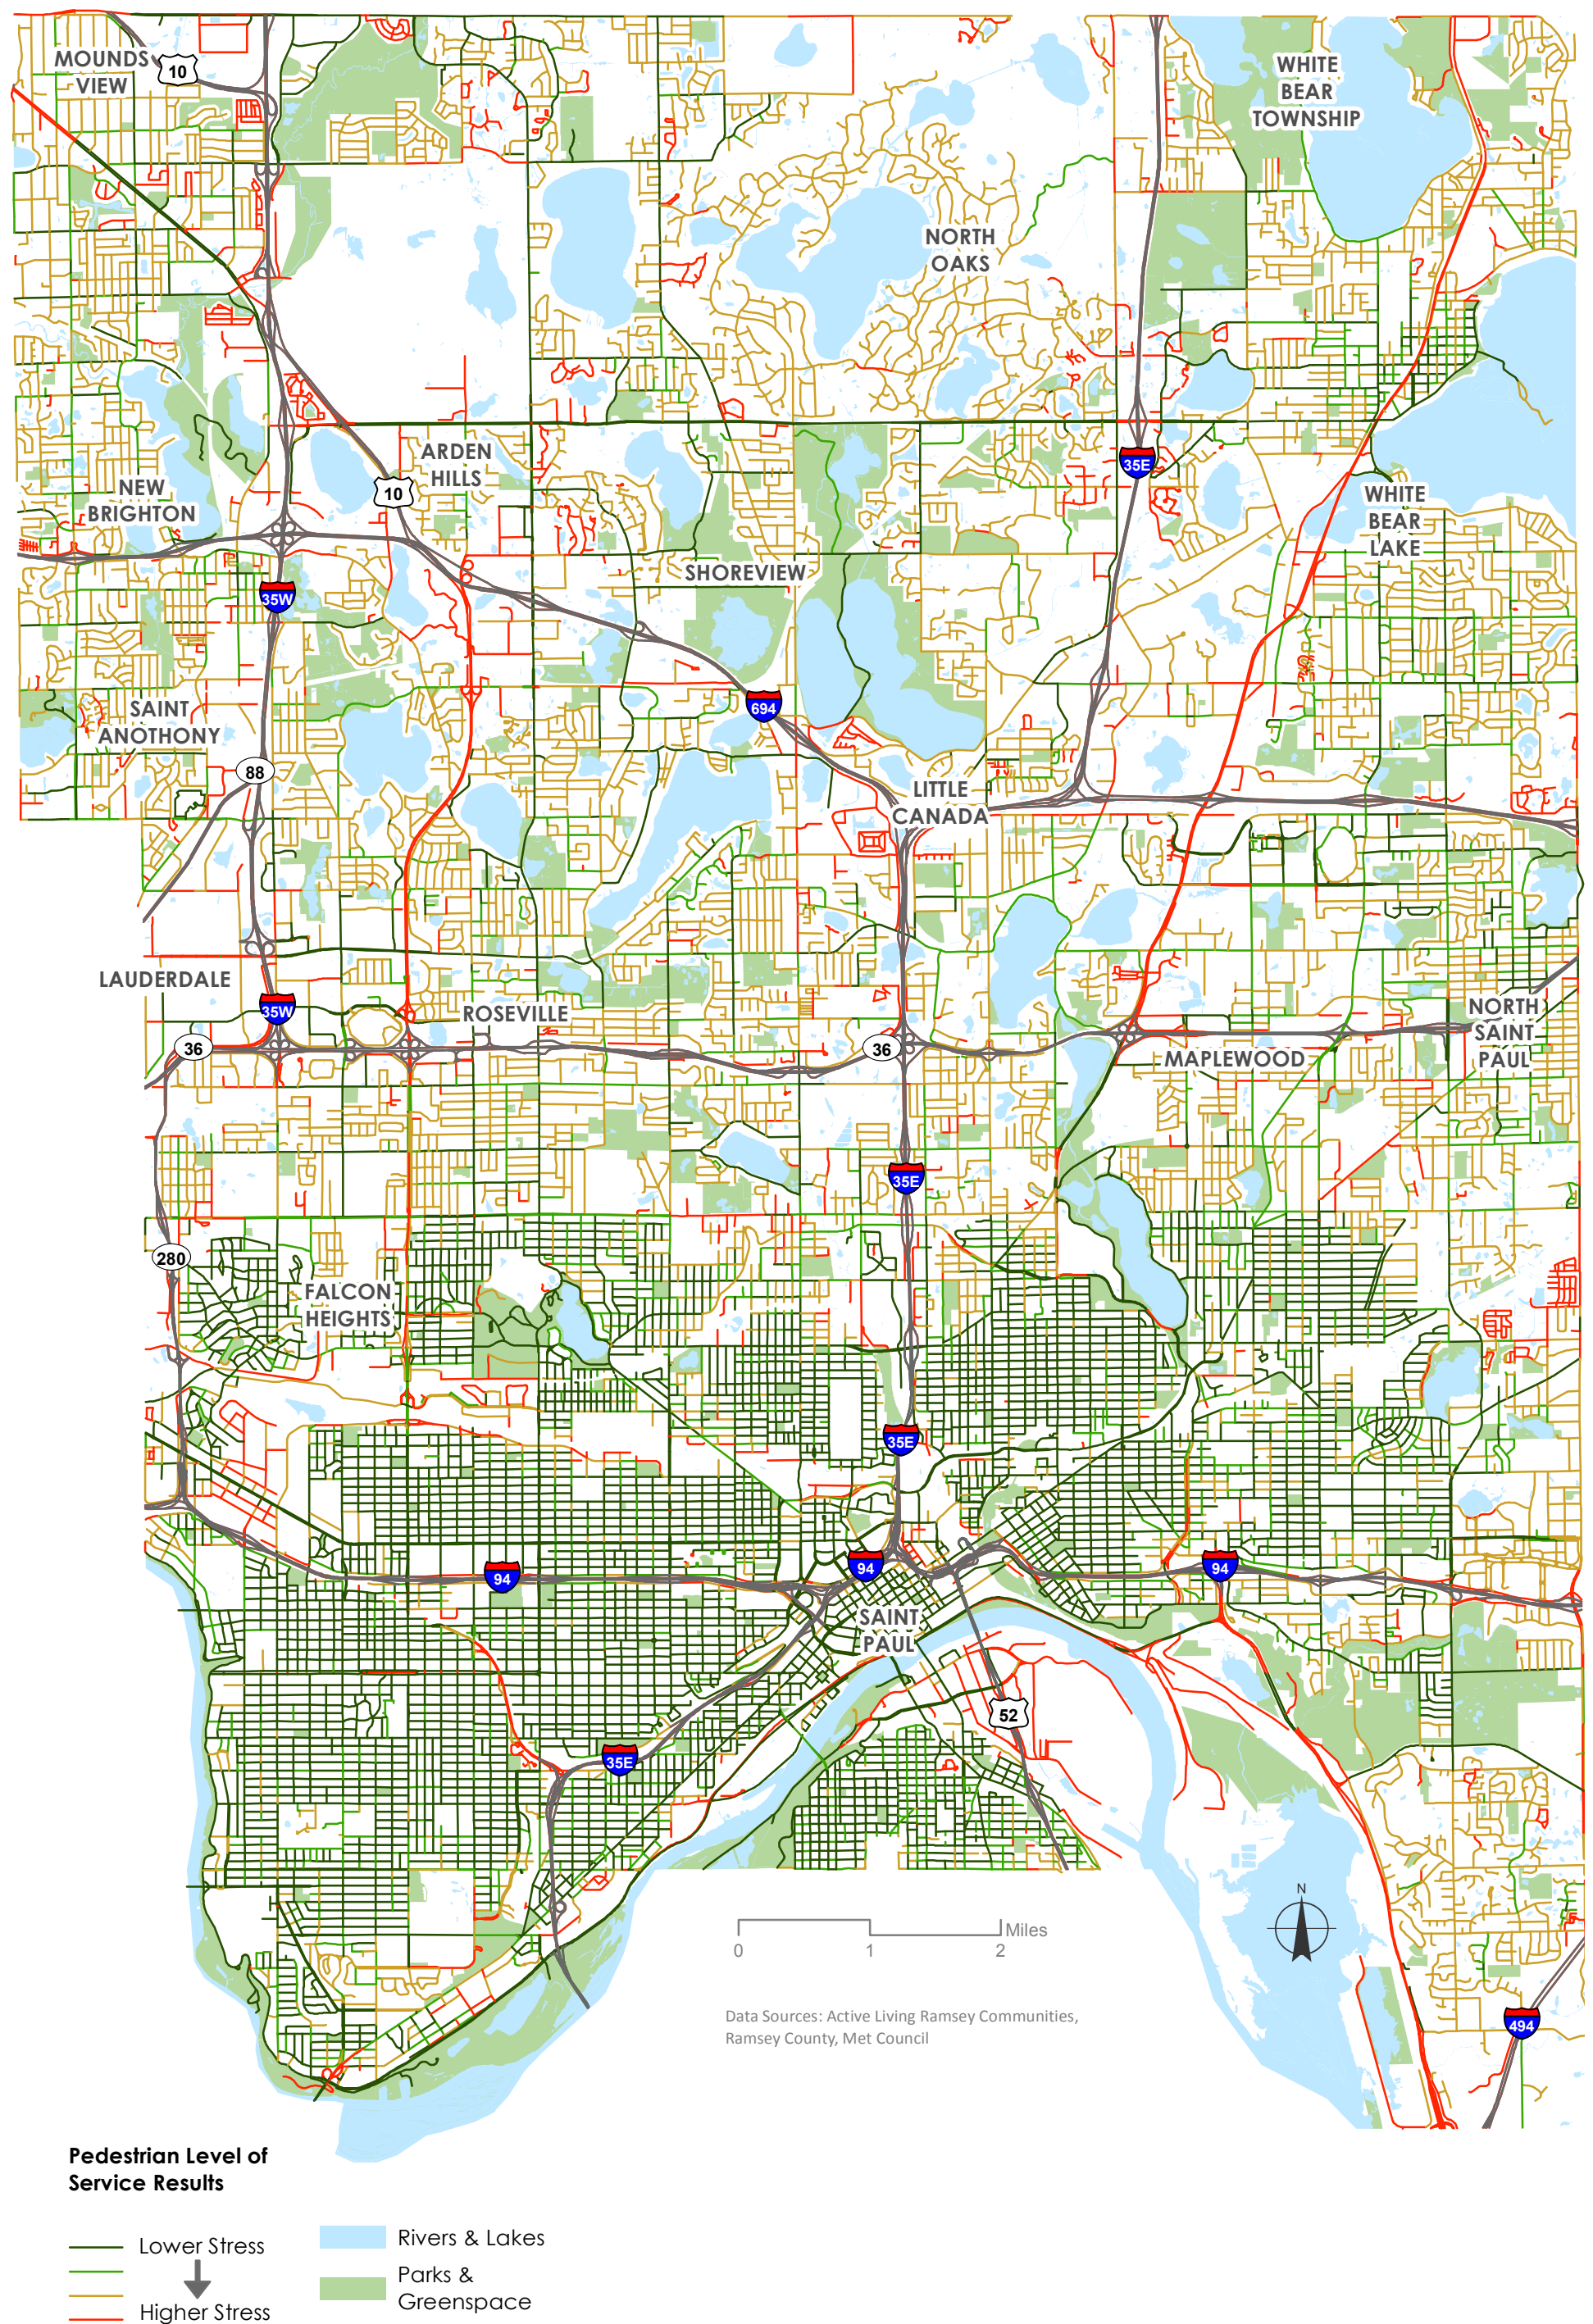 MOUNDS
VIEW
10
WHITE
BEAR
TOWNSHIP
NORTH
OAKS
ARDEN
HILLS
10
35E
NEW
BRIGHTON
WHITE
BEAR
LAKE
SHOREVIEW
35W
SAINT
ANOTHONY
694
88
LITTLE
CANADA
LAUDERDALE
35W
ROSEVILLE
NORTH
SAINT
PAUL
36
36
MAPLEWOOD
35E
280
FALCON
HEIGHTS
35E
94
94
94
SAINT
PAUL
52
35E
N
Miles
0
1
2
Data Sources: Active Living Ramsey Communities,
Ramsey County, Met Council
494
Pedestrian Level of
Service Results
Lower Stress
Higher Stress
Rivers & Lakes
Parks &
Greenspace